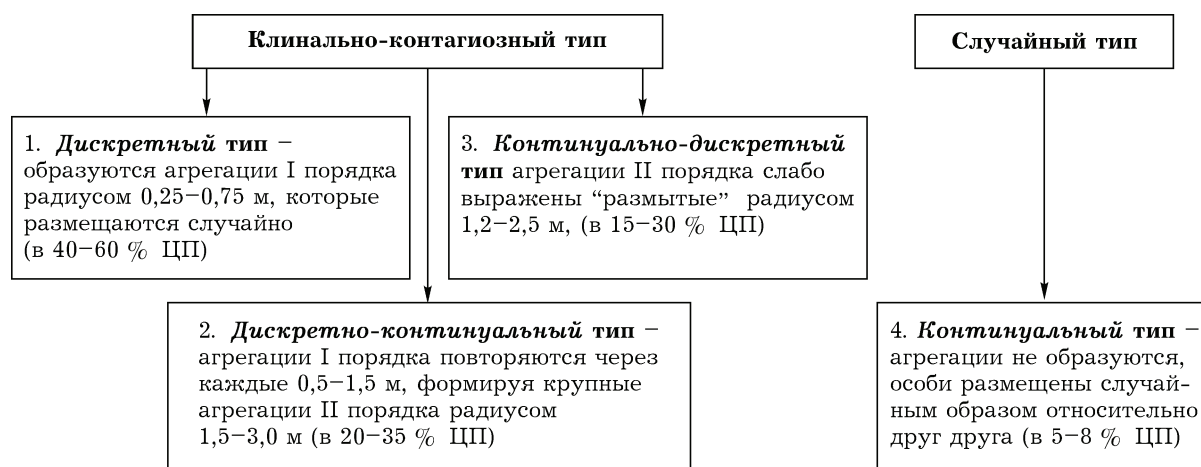 Клинально-контагиозный тип
Случайный тип
1. Дискретный тип –
образуются агрегации I порядка
радиусом 0,25–0,75 м, которые
размещаются случайно
(в 40–60 % ЦП)
3. Континуально-дискретный
тип агрегации II порядка слабо
выражены “размытые” радиусом
1,2–2,5 м, (в 15–30 % ЦП)
2. Дискретно-континуальный тип –
агрегации I порядка повторяются через
каждые 0,5–1,5 м, формируя крупные
агрегации II порядка радиусом
1,5–3,0 м (в 20–35 % ЦП)
4. Континуальный тип –
агрегации не образуются,
особи размещены случай-
ным образом относительно
друг друга (в 5–8 % ЦП)